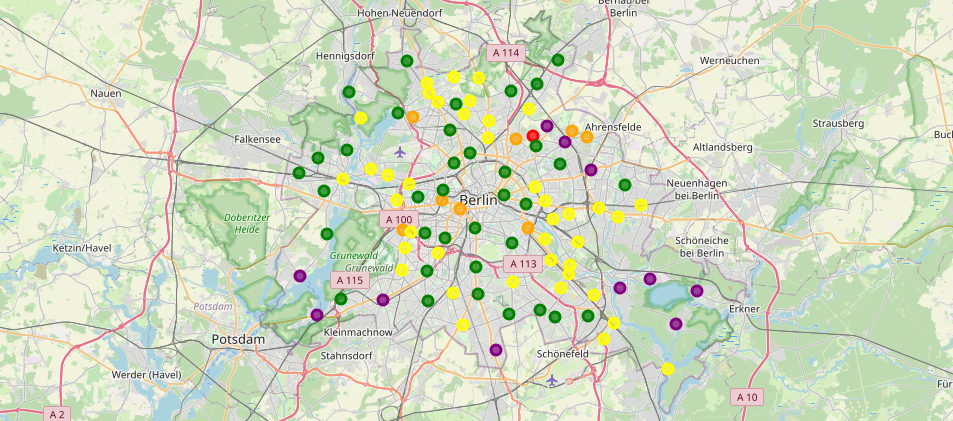 Hohen Neuendorf
Bernau bei
Berlin
A 114
Hennigsdorf
Werneuchen
Nauen
Strausberg
Ahrensfelde
Falkensee
Altlandsberg
Buc
Neuenhagen
bei Berlin
Berlin
Döberitzer
Heide
A 100
Ketzin/Havel
Schöneiche
bei Berlin
Grunewald
Grunewald
A 113
A 115
Potsdam
Erkner
Kleinmachnow
Potsdam
Stahnsdorf
Schönefeld
Werder (Havel)
Für
A 10
A 2